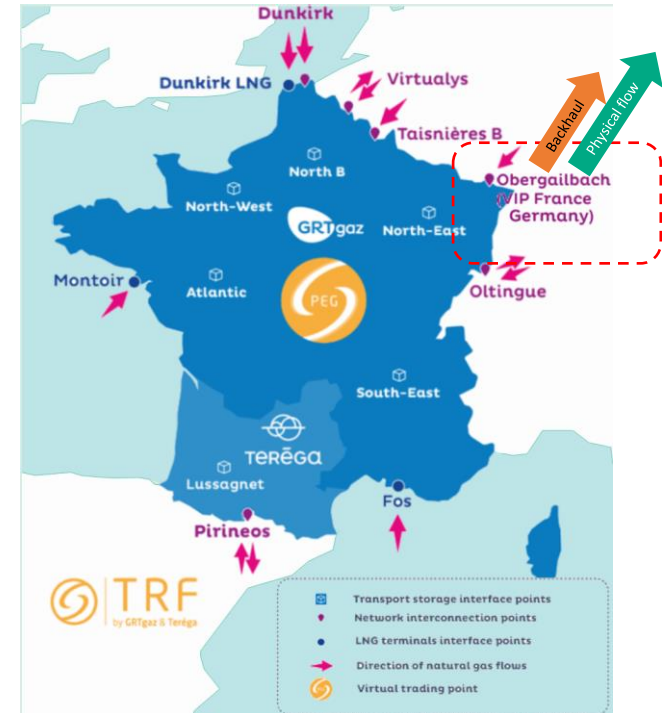 Dunkirk
Dunkirk LNG
Virtualys
Taisnières B
Backhaul
Physical flow
Obergailbach
(VIP France
Germany)
North B
North-West
GRTgaz
North-East
Oltingue
Montoir
Atlantic
PEG
South-East
TERĒGA
Lussagnet
Fos
Pirineos
TRF
by GRTgaz & Teréga
Transport storage interface points
Network interconnection points
LNG terminals interface points
Direction of natural gas flows
Virtual trading point